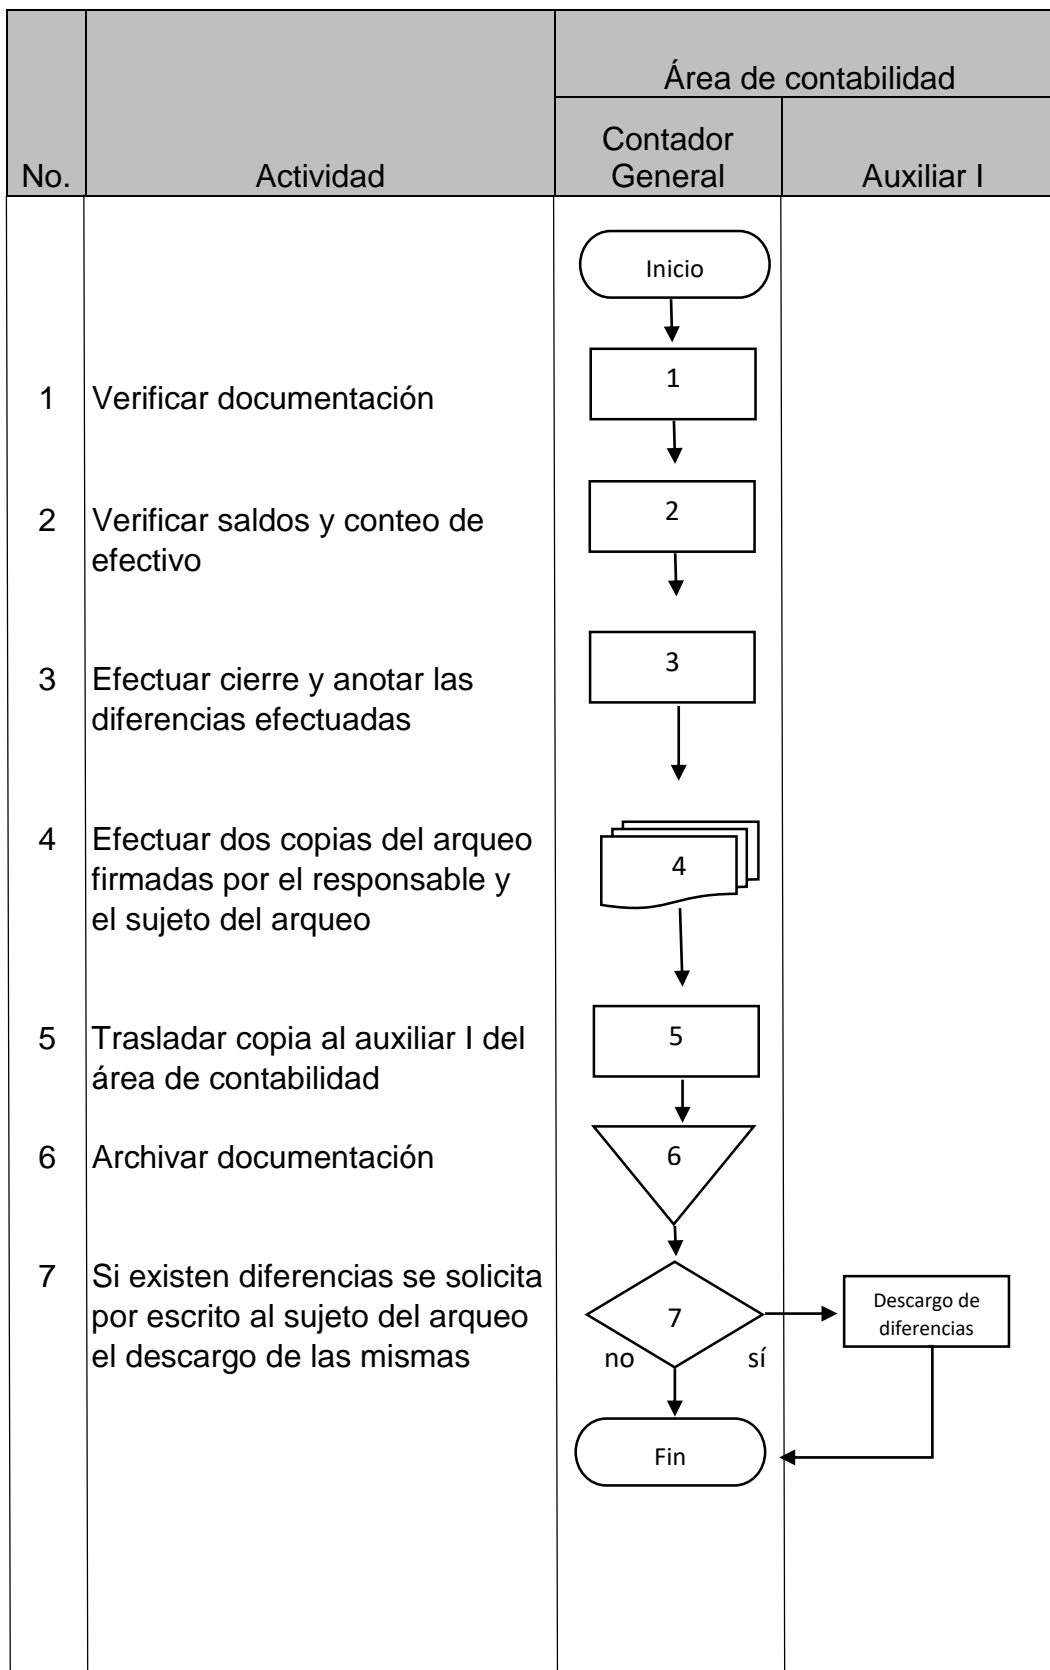 Área de contabilidad
No.
Actividad
Contador
General
Auxiliar I
Inicio
1
Verificar documentación
1
2
Verificar saldos y conteo de
efectivo
2
3
Efectuar cierre y anotar las
diferencias efectuadas
3
4
Efectuar dos copias del arqueo
firmadas por el responsable y
el sujeto del arqueo
4
5
Trasladar copia al auxiliar I del
área de contabilidad
5
6
Archivar documentación
6
7
Si existen diferencias se solicita
por escrito al sujeto del arqueo
el descargo de las mismas
7
no
sí
Descargo de
diferencias
Fin